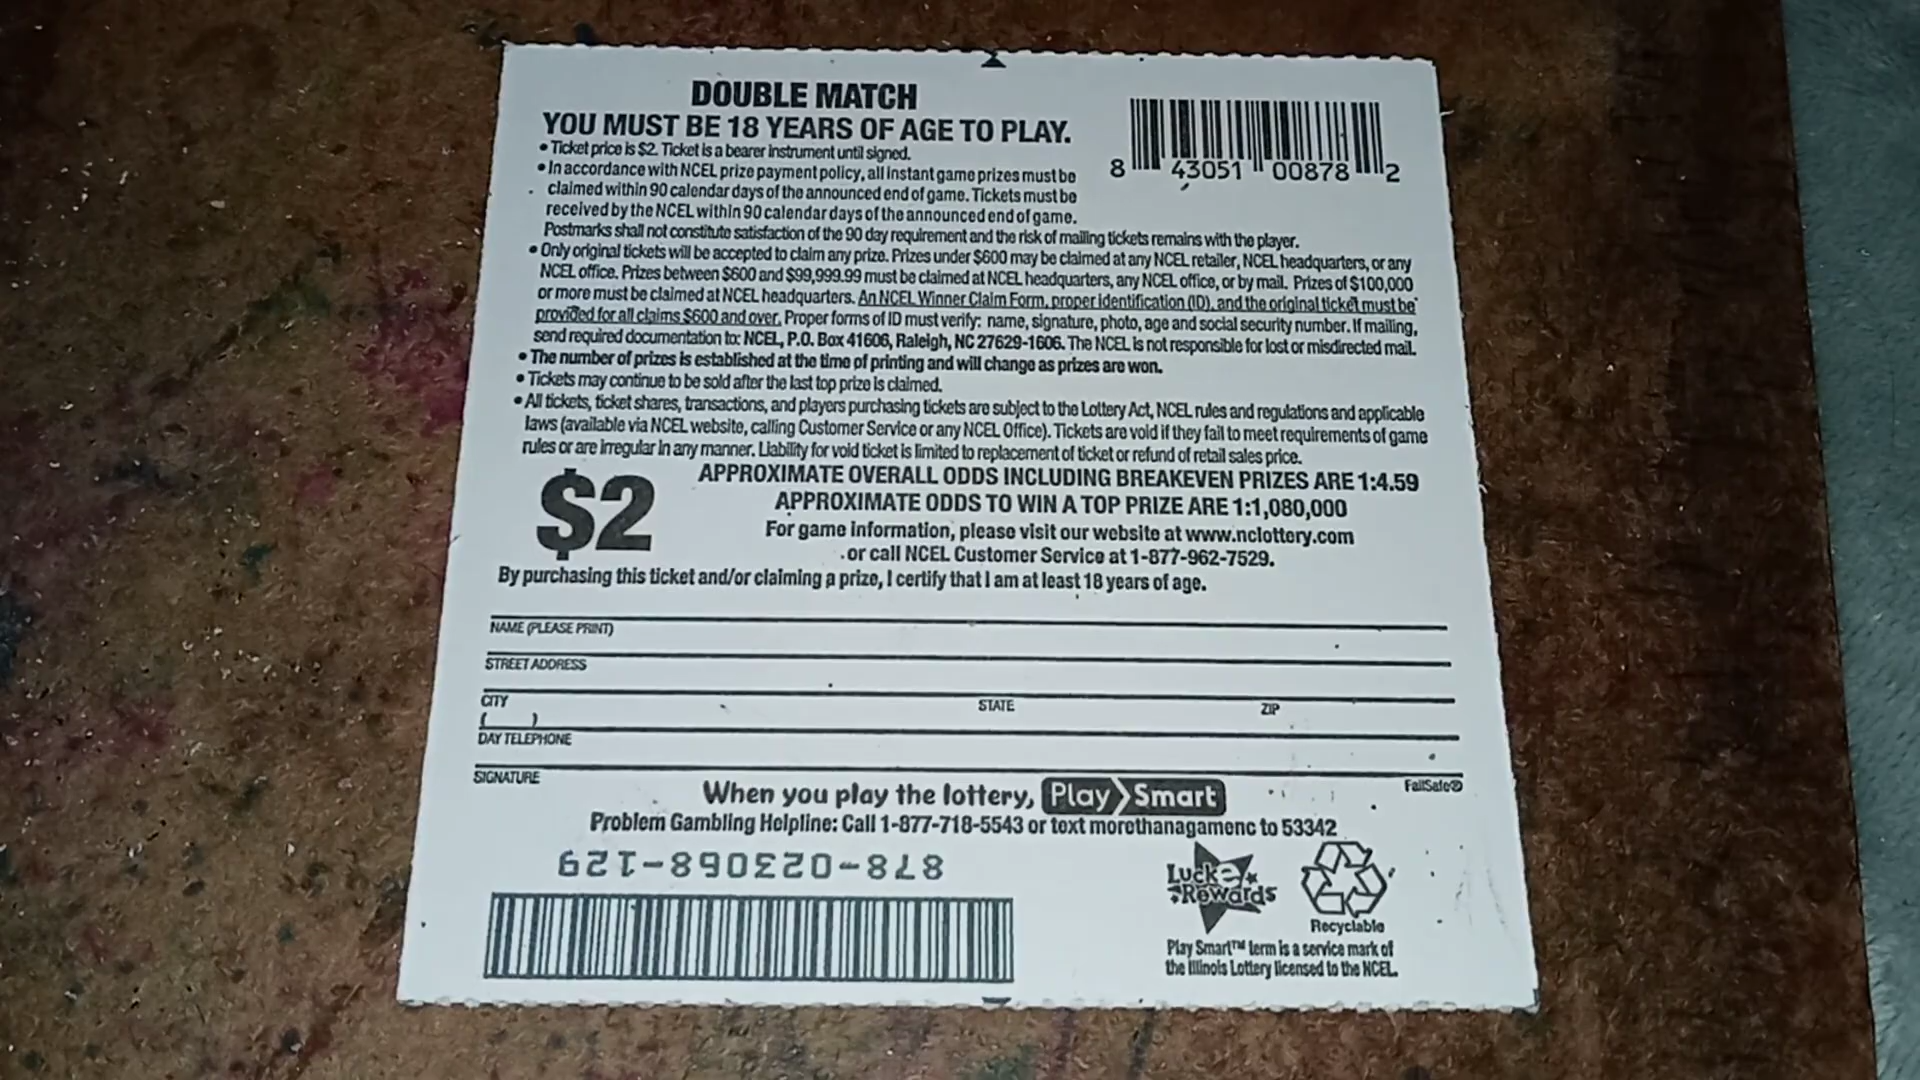 DOUBLE MATCH
YOU MUST BE 18 YEARS OF AGE TO PLAY.
• Ticket price is $2. Ticket is a bearer instrument until signed.
• In accordance with NCEL prize payment policy, all instant game prizes must be
claimed within 90 calendar days of the announced end of game. Tickets must be
received by the NCEL within 90 calendar days of the announced end of game.
Postmarks shall not constitute satisfaction of the 90 day requirement and the risk of mailing tickets remains with the player.
8 43051 00878 2
• Only original tickets will be accepted to claim any prize. Prizes under $600 may be claimed at any NCEL retailer, NCEL headquarters, or any
NCEL office. Prizes between $600 and $99,999.99 must be claimed at NCEL headquarters, any NCEL office, or by mail. Prizes of $100,000
or more must be claimed at NCEL headquarters. An NCEL Winner Claim Form, proper identification (ID), and the original ticket must be
provided for all claims $600 and over. Proper forms of ID must verify: name, signature, photo, age and social security number. If mailing,
send required documentation to: NCEL, P.O. Box 41606, Raleigh, NC 27629-1606. The NCEL is not responsible for lost or misdirected mail.
• The number of prizes is established at the time of printing and will change as prizes are won.
• Tickets may continue to be sold after the last top prize is claimed.
• All tickets, ticket shares, transactions, and players purchasing tickets are subject to the Lottery Act, NCEL rules and regulations and applicable
laws (available via NCEL website, calling Customer Service or any NCEL Office). Tickets are void if they fail to meet requirements of game
rules or are irregular in any manner. Liability for void ticket is limited to replacement of ticket or refund of retail sales price.
$2
APPROXIMATE OVERALL ODDS INCLUDING BREAKEVEN PRIZES ARE 1:4.59
APPROXIMATE ODDS TO WIN A TOP PRIZE ARE 1:1,080,000
For game information, please visit our website at www.nclottery.com
or call NCEL Customer Service at 1-877-962-7529.
By purchasing this ticket and/or claiming a prize, I certify that I am at least 18 years of age.
NAME (PLEASE PRINT)
STREET ADDRESS
CITY STATE ZIP
( )
DAY TELEPHONE
SIGNATURE
FailSafe®
When you play the lottery, Play Smart
Problem Gambling Helpline: Call 1-877-718-5543 or text morethanagamenc to 53342
878-023068-129
Lucke
Rewards
Recyclable
Play Smart™ term is a service mark of
the Illinois Lottery licensed to the NCEL.